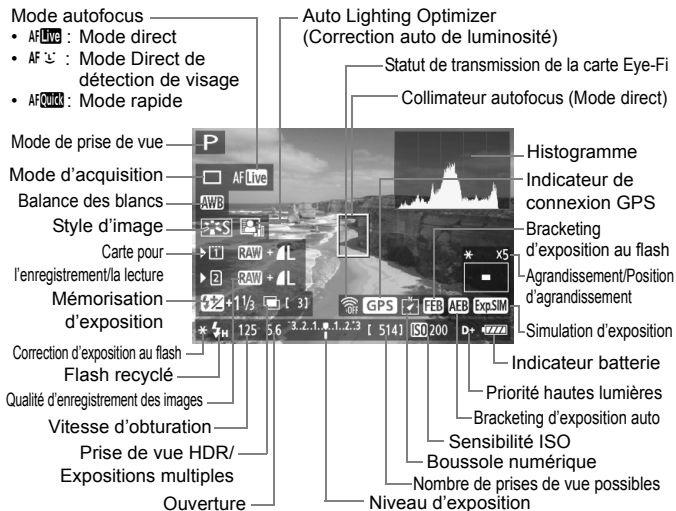 Mode autofocus
• AF Live : Mode direct
• AF : Mode Direct de
détection de visage
• AF Quick : Mode rapide
Auto Lighting Optimizer
(Correction auto de luminosité)
Statut de transmission de la carte Eye-Fi
Collimateur autofocus (Mode direct)
Mode de prise de vue
Mode d'acquisition
Balance des blancs
Style d'image
Carte pour
l'enregistrement/la lecture
Mémorisation
d'exposition
Correction d'exposition au flash
Flash recyclé
Qualité d'enregistrement des images
Vitesse d'obturation
Prise de vue HDR/
Expositions multiples
Ouverture
P
AF Live
AWB
S
1 RAW + L
2 RAW + L
+1 1/3 [ 3]
OFF GPS N FEB AEB Exp.SIM
* H 125 5.6 3..2..1..▼..1..2..3 [ 514] ISO 200 D+
* x5
Histogramme
Indicateur de
connexion GPS
Bracketing
d'exposition au flash
Agrandissement/Position
d'agrandissement
Simulation d'exposition
Indicateur batterie
Priorité hautes lumières
Bracketing d'exposition auto
Sensibilité ISO
Boussole numérique
Nombre de prises de vue possibles
Niveau d'exposition